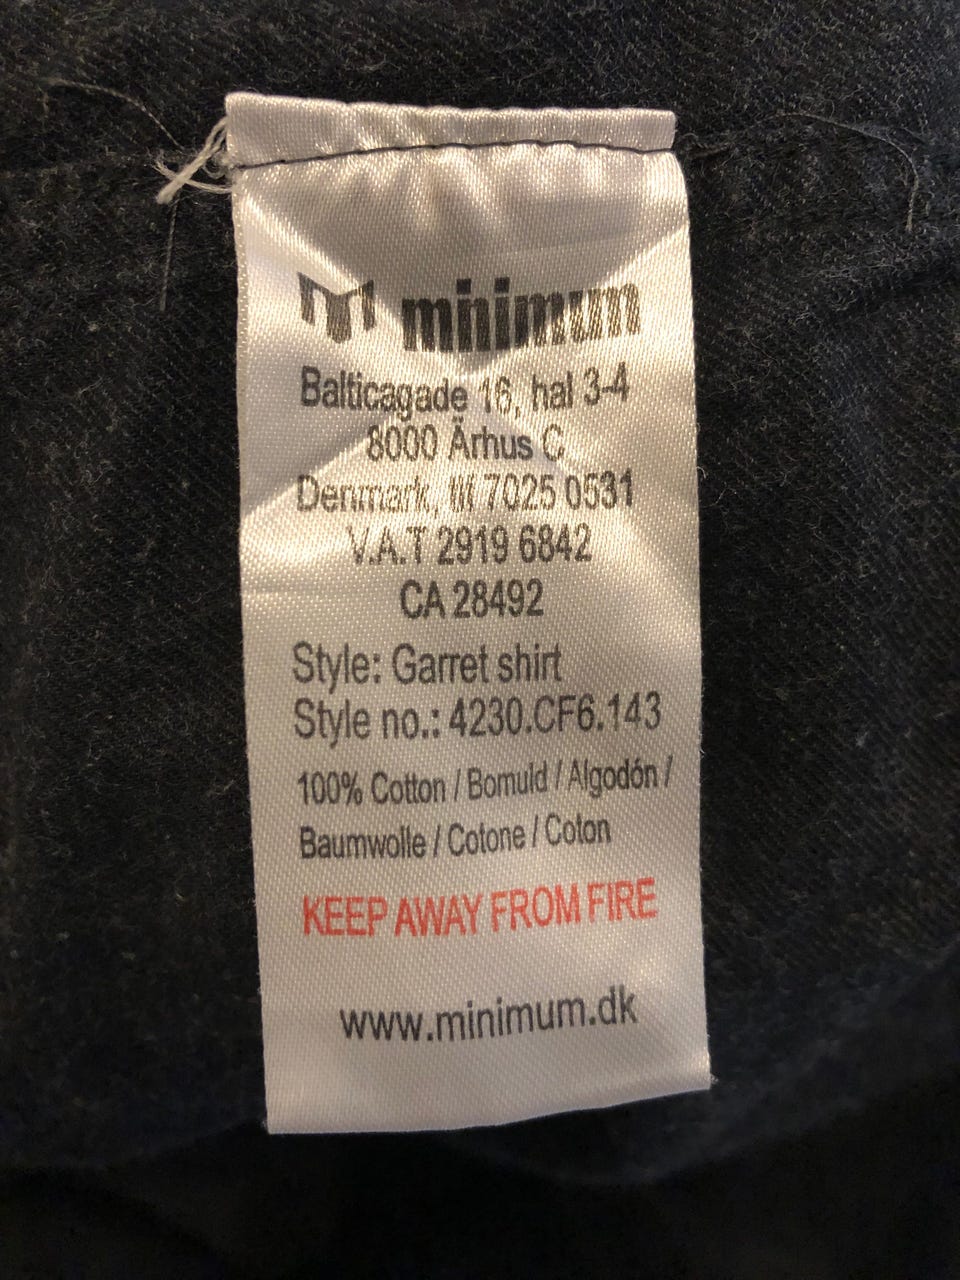 minimum
Balticagade 16, hal 3-4
8000 Ärhus C
Denmark, tlf 7025 0531
V.A.T 2919 6842
CA 28492
Style: Garret shirt
Style no.: 4230.CF6.143
100% Cotton / Bomuld / Algodón /
Baumwolle / Cotone / Coton
KEEP AWAY FROM FIRE
www.minimum.dk